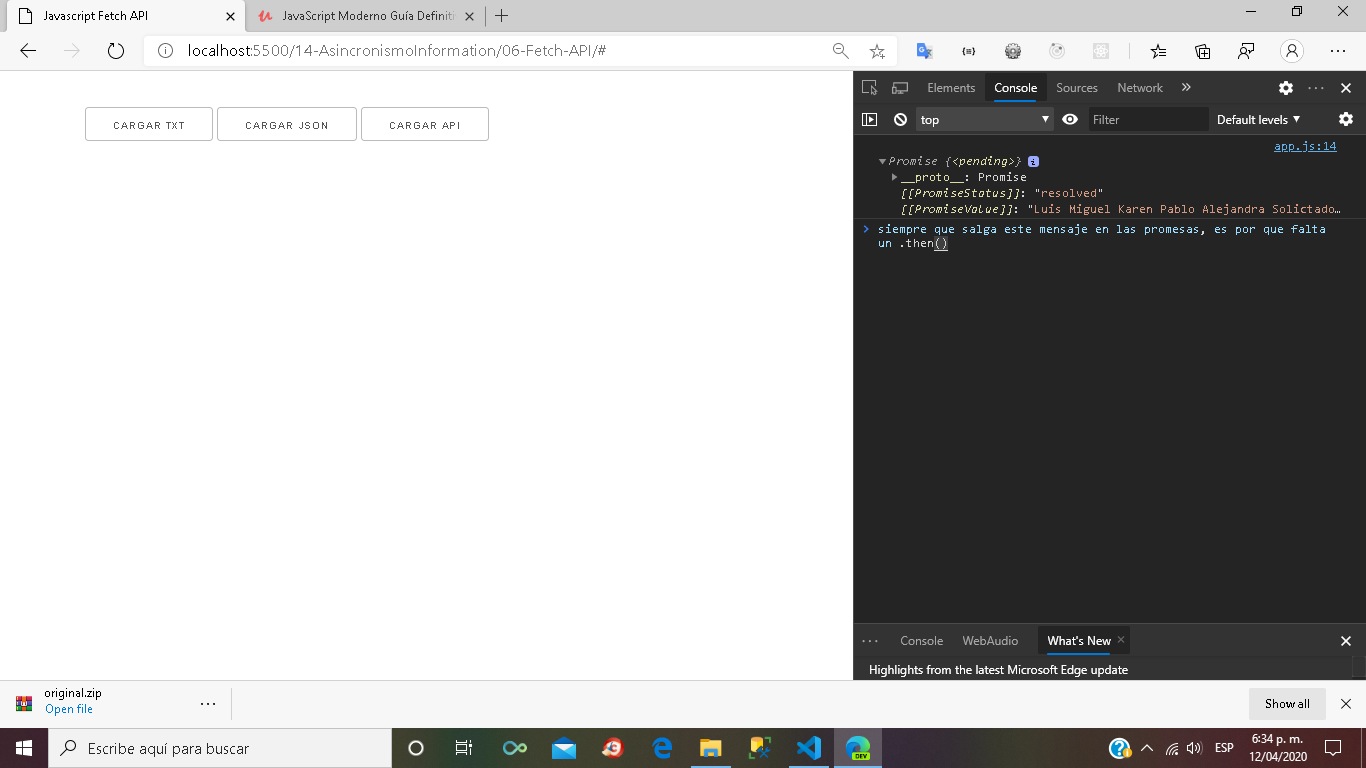 Javascript Fetch API
JavaScript Moderno Guía Definiti
localhost:5500/14-AsincronismoInformation/06-Fetch-API/#
CARGAR TXT
CARGAR JSON
CARGAR API
Elements
Console
Sources
Network
top
Filter
Default levels
app.js:14
Promise {<pending>}
__proto__: Promise
[[PromiseStatus]]: "resolved"
[[PromiseValue]]: "Luis Miguel Karen Pablo Alejandra Solictado…
siempre que salga este mensaje en las promesas, es por que falta
un .then()
Console
WebAudio
What's New
Highlights from the latest Microsoft Edge update
original.zip
Open file
Show all
Escribe aquí para buscar
DEV
ESP
6:34 p. m.
12/04/2020